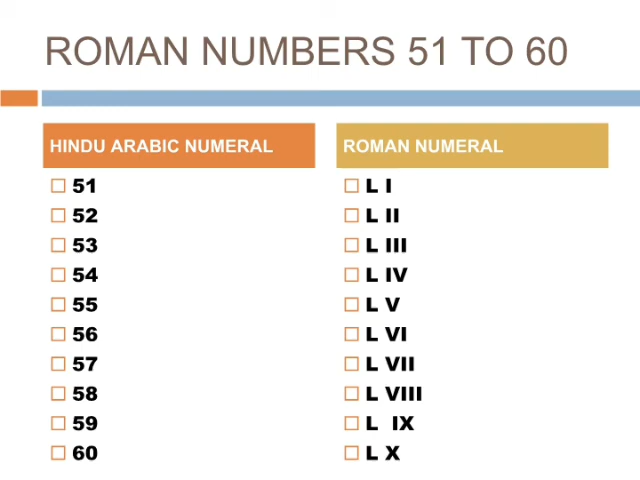 ROMAN NUMBERS 51 TO 60
HINDU ARABIC NUMERAL
51
52
53
54
55
56
57
58
59
60
ROMAN NUMERAL
L I
L II
L III
L IV
L V
L VI
L VII
L VIII
L  IX
L X